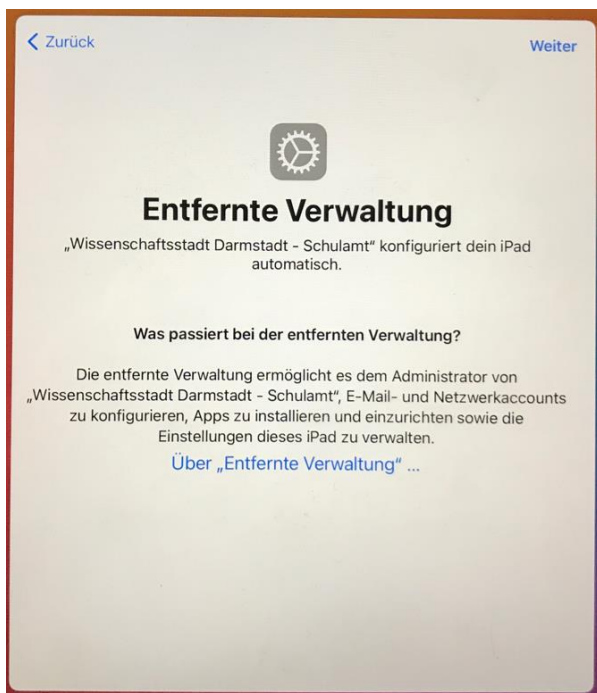 Zurück
Weiter
Entfernte Verwaltung
„Wissenschaftsstadt Darmstadt - Schulamt“ konfiguriert dein iPad
automatisch.
Was passiert bei der entfernten Verwaltung?
Die entfernte Verwaltung ermöglicht es dem Administrator von
„Wissenschaftsstadt Darmstadt - Schulamt“, E-Mail- und Netzwerkaccounts
zu konfigurieren, Apps zu installieren und einzurichten sowie die
Einstellungen dieses iPad zu verwalten.
Über „Entfernte Verwaltung“ ...